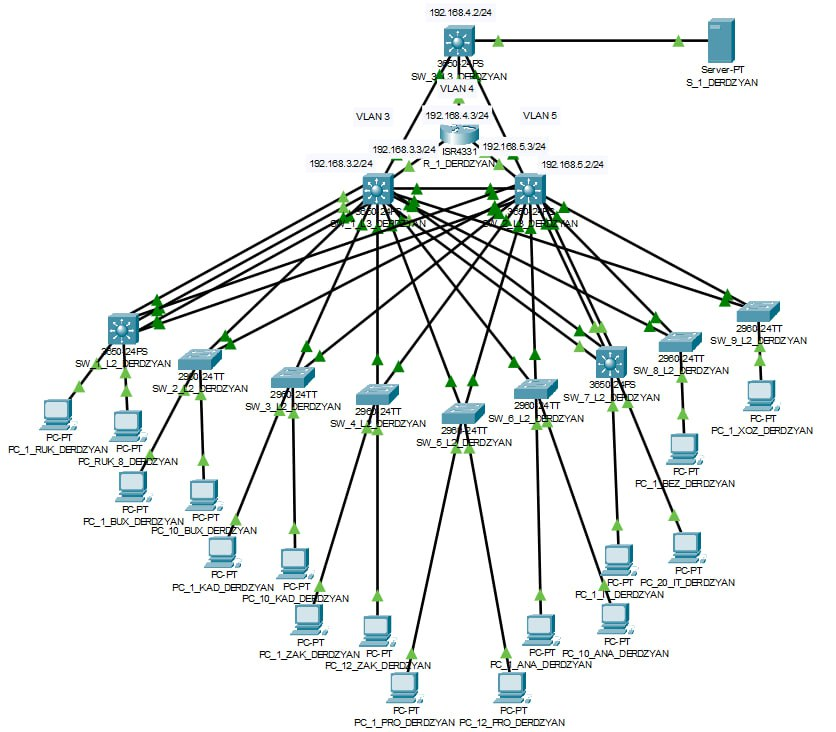 192.168.4.2/24
3650-24PS
Server-PT
S_1_DERDZYAN
VLAN 4
VLAN 3
192.168.4.3/24
VLAN 5
192.168.3.3/24
ISR4331
192.168.5.3/24
R_1_DERDZYAN
192.168.3.2/24
192.168.5.2/24
3650-24PS
SW_1_L3_DERDZYAN
3650-24PS
3650-24PS
SW_1_L2_DERDZYAN
2960-24TT
SW_2_L2_DERDZYAN
2960-24TT
SW_3_L2_DERDZYAN
2960-24TT
SW_4_L2_DERDZYAN
2960-24TT
SW_5_L2_DERDZYAN
2960-24TT
SW_6_L2_DERDZYAN
3650-24PS
SW_7_L2_DERDZYAN
2960-24TT
SW_8_L2_DERDZYAN
2960-24TT
SW_9_L2_DERDZYAN
PC-PT
PC_1_RUK_DERDZYAN
PC-PT
PC_RUK_8_DERDZYAN
PC-PT
PC_1_BUX_DERDZYAN
PC-PT
PC_10_BUX_DERDZYAN
PC-PT
PC_1_KAD_DERDZYAN
PC-PT
PC_10_KAD_DERDZYAN
PC-PT
PC_1_ZAK_DERDZYAN
PC-PT
PC_12_ZAK_DERDZYAN
PC-PT
PC_1_PRO_DERDZYAN
PC-PT
PC_12_PRO_DERDZYAN
PC-PT
PC_1_ANA_DERDZYAN
PC-PT
PC_10_ANA_DERDZYAN
PC-PT
PC_1_IT_DERDZYAN
PC-PT
PC_20_IT_DERDZYAN
PC-PT
PC_1_BEZ_DERDZYAN
PC-PT
PC_1_XOZ_DERDZYAN